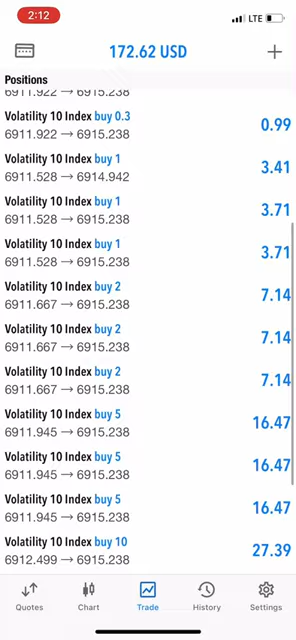 2:12
LTE
172.62 USD
Positions
6911.922 → 6915.238
Volatility 10 Index buy 0.3
0.99
6911.922 → 6915.238
Volatility 10 Index buy 1
3.41
6911.528 → 6914.942
Volatility 10 Index buy 1
3.71
6911.528 → 6915.238
Volatility 10 Index buy 1
3.71
6911.528 → 6915.238
Volatility 10 Index buy 2
7.14
6911.667 → 6915.238
Volatility 10 Index buy 2
7.14
6911.667 → 6915.238
Volatility 10 Index buy 2
7.14
6911.667 → 6915.238
Volatility 10 Index buy 5
16.47
6911.945 → 6915.238
Volatility 10 Index buy 5
16.47
6911.945 → 6915.238
Volatility 10 Index buy 5
16.47
6911.945 → 6915.238
Volatility 10 Index buy 10
27.39
6912.499 → 6915.238
Quotes
Chart
Trade
History
Settings